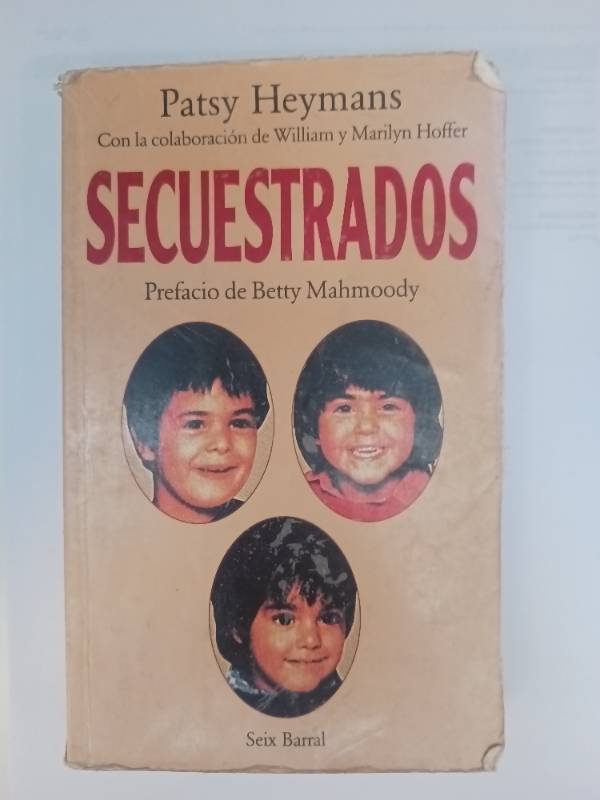 Patsy Heymans
Con la colaboración de William y Marilyn Hoffer
SECUESTRADOS
Prefacio de Betty Mahmoody
Seix Barral